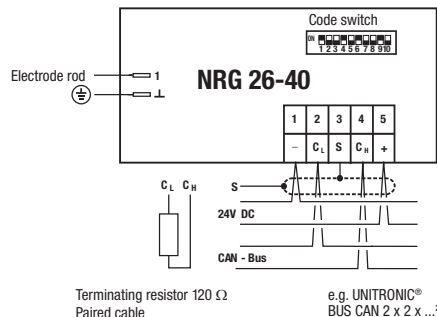 Code switch
ON
1 2 3 4 5 6 7 8 9 10
Electrode rod
1
⊥
NRG 26-40
1 2 3 4 5
– CL S CH +
CL CH
S
24V DC
CAN - Bus
Terminating resistor 120 Ω
Paired cable
e.g. UNITRONIC®
BUS CAN 2 x 2 x ...²